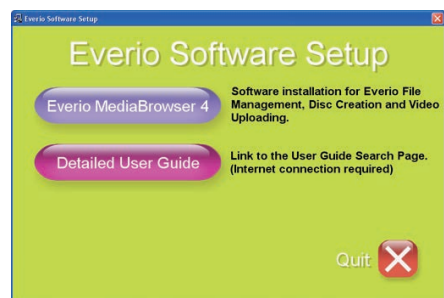 Everio Software Setup
Everio Software Setup
Everio MediaBrowser 4
Software installation for Everio File
Management, Disc Creation and Video
Uploading.
Detailed User Guide
Link to the User Guide Search Page.
(Internet connection required)
Quit